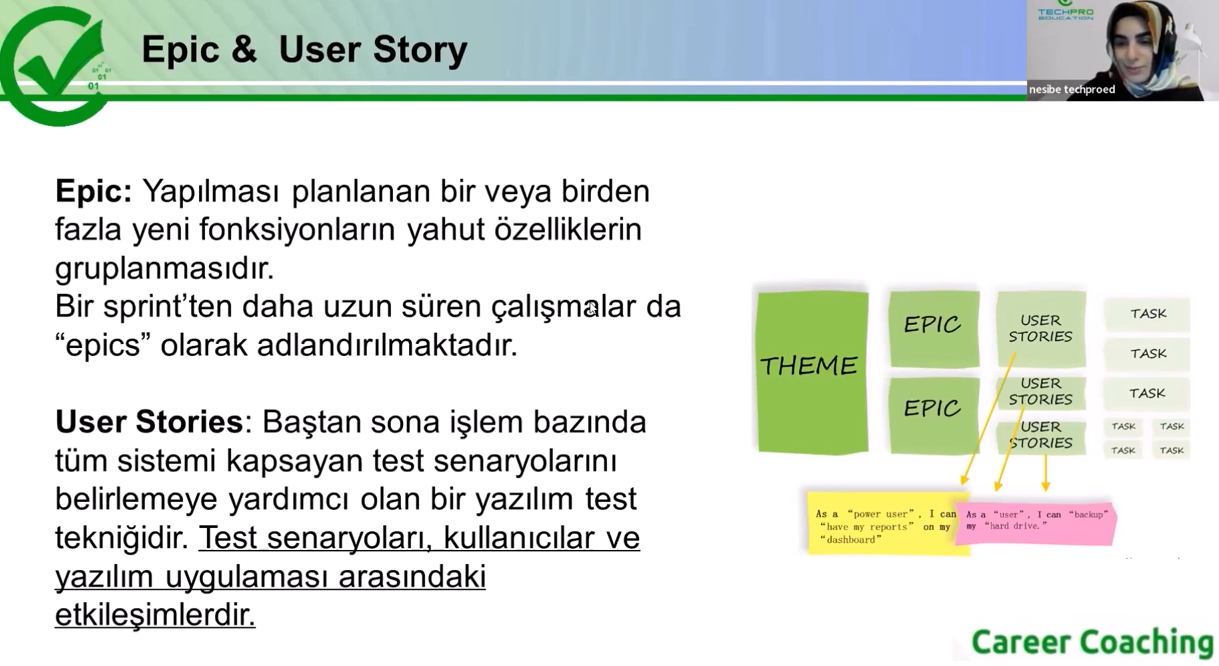 Epic & User Story
TECHPRO
EDUCATION
nesibe techproed
01 01
01
01
Epic: Yapılması planlanan bir veya birden
fazla yeni fonksiyonların yahut özelliklerin
gruplanmasıdır.
Bir sprint’ten daha uzun süren çalışmalar da
“epics” olarak adlandırılmaktadır.
User Stories: Baştan sona işlem bazında
tüm sistemi kapsayan test senaryolarını
belirlemeye yardımcı olan bir yazılım test
tekniğidir. Test senaryoları, kullanıcılar ve
yazılım uygulaması arasındaki
etkileşimlerdir.
THEME
EPIC
EPIC
USER
STORIES
USER
STORIES
USER
STORIES
TASK
TASK
TASK
TASK TASK
TASK TASK
As a “power user”, I can
“have my reports” on my
“dashboard”
As a “user”, I can “backup”
my “hard drive.”
Career Coaching